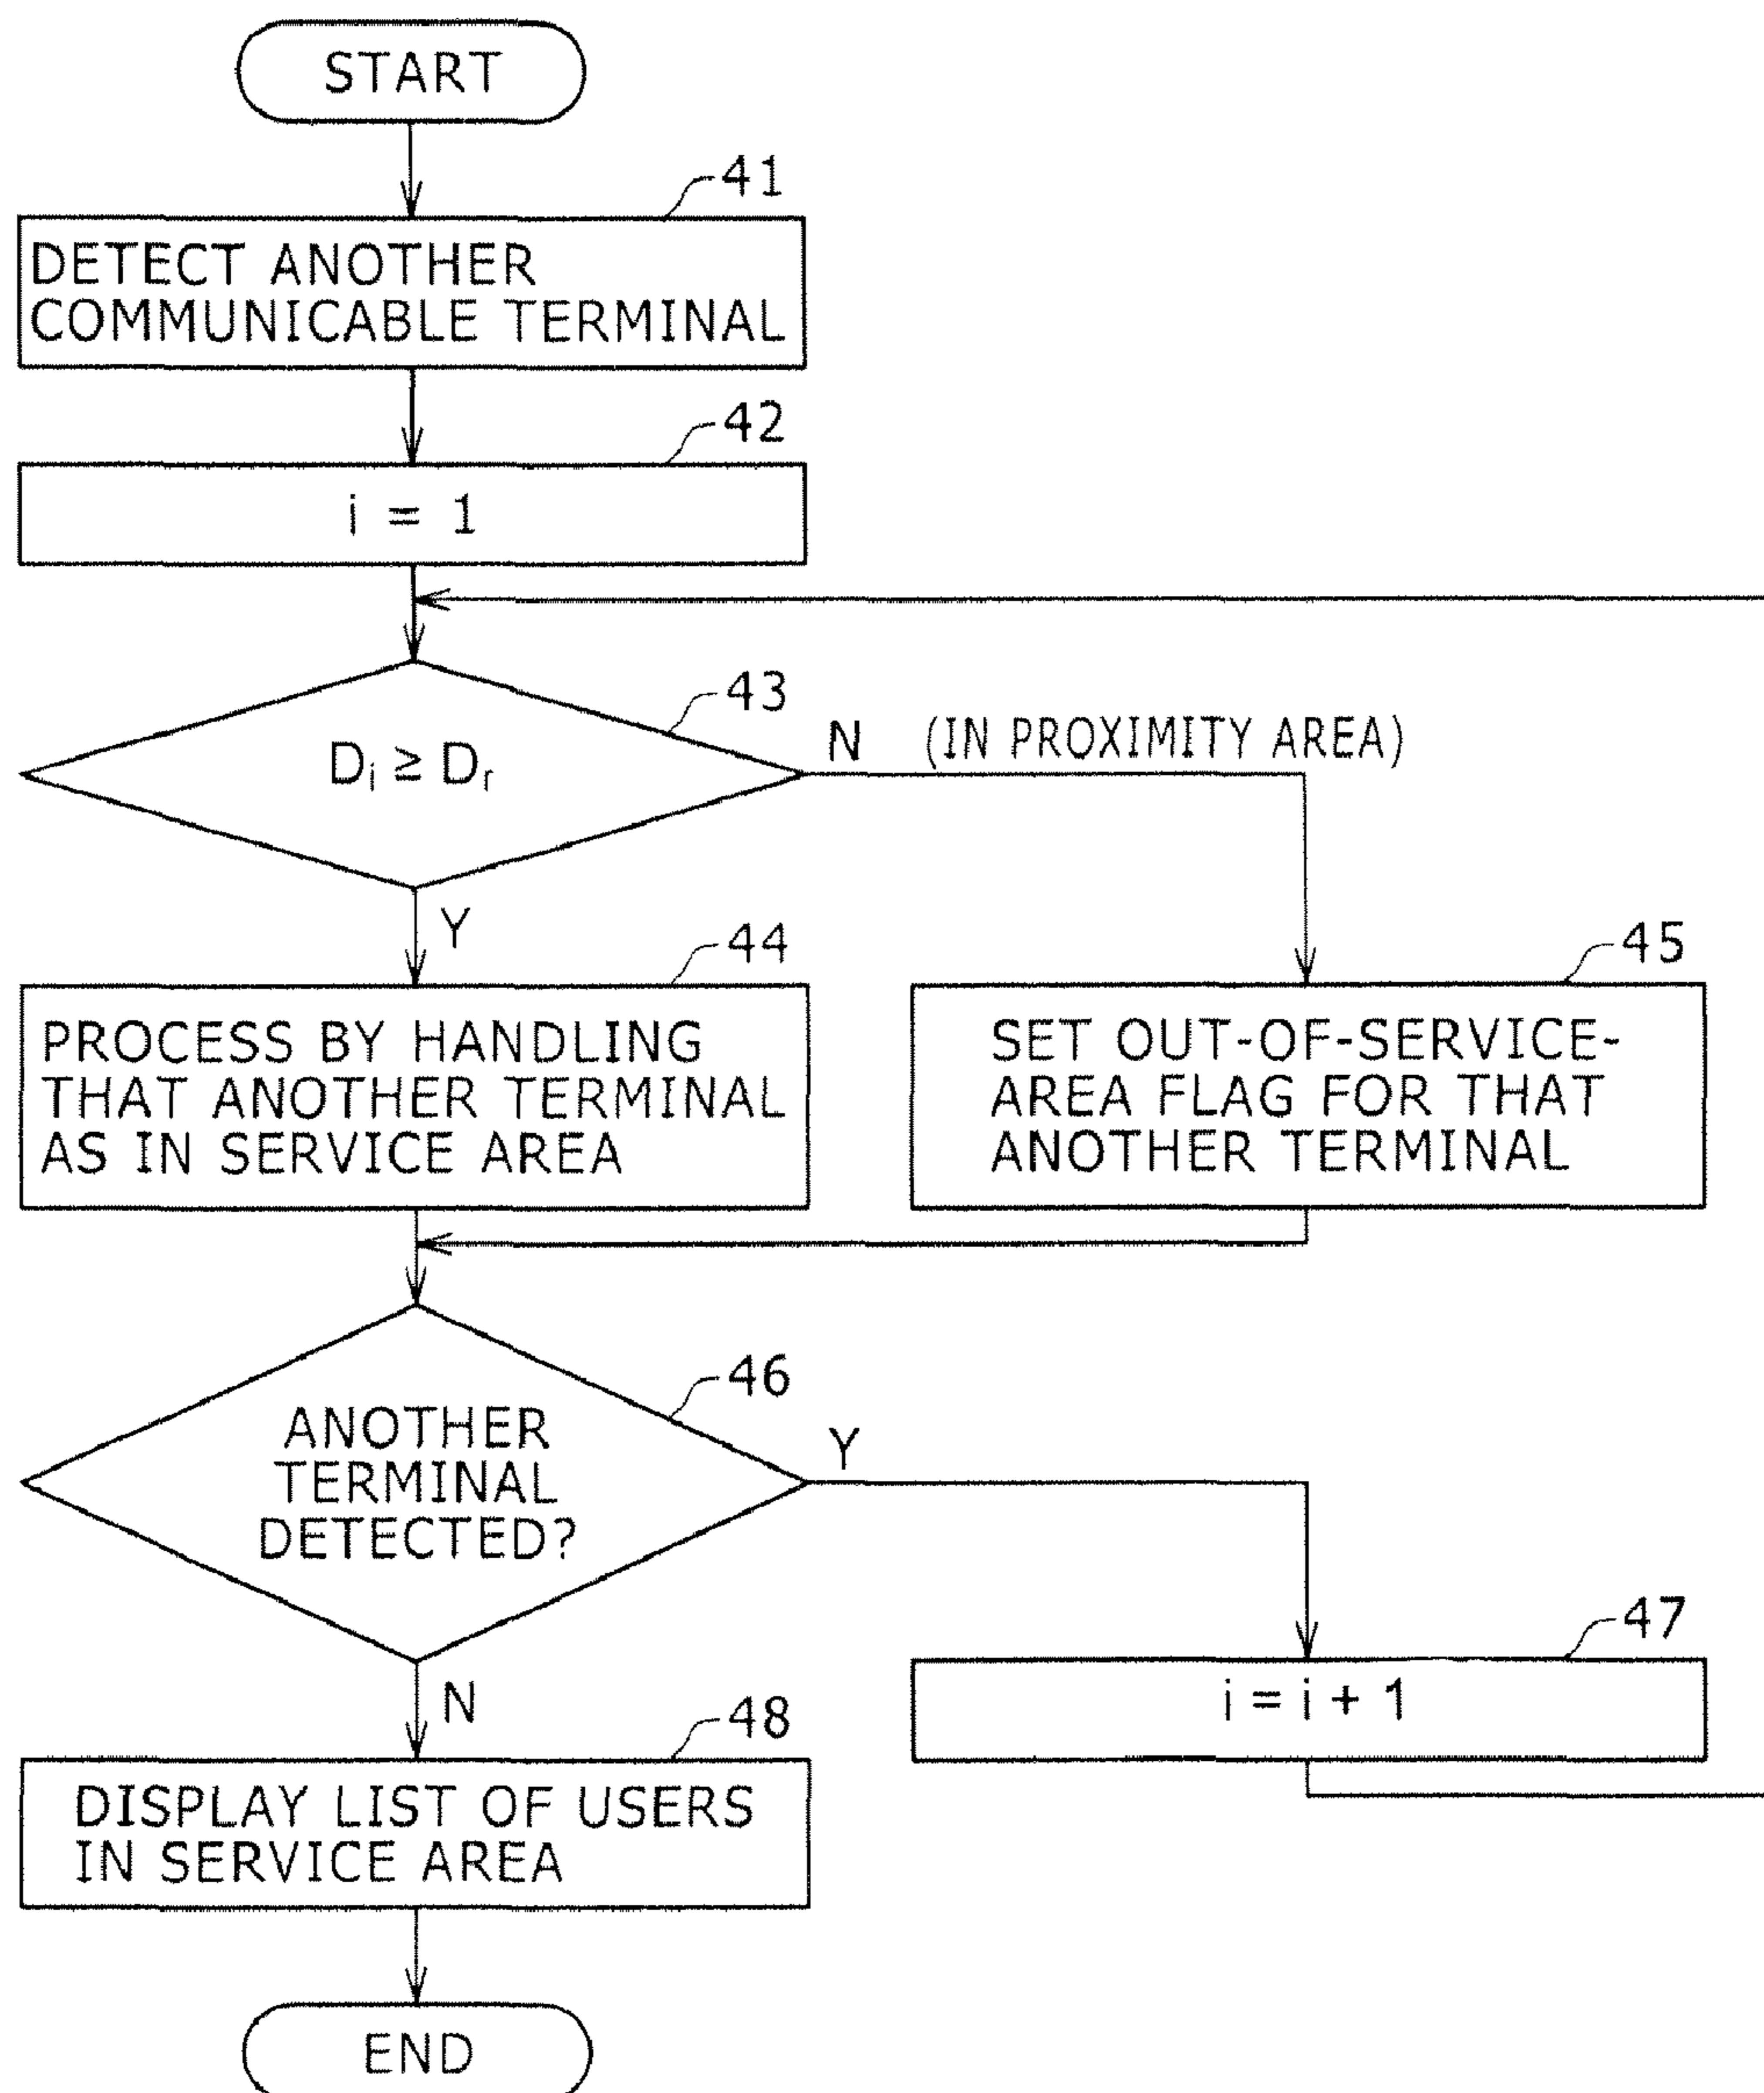 START
41
DETECT ANOTHER
COMMUNICABLE TERMINAL
42
i = 1
43
Di ≥ Dr
N (IN PROXIMITY AREA)
Y
44
PROCESS BY HANDLING
THAT ANOTHER TERMINAL
AS IN SERVICE AREA
45
SET OUT-OF-SERVICE-
AREA FLAG FOR THAT
ANOTHER TERMINAL
46
ANOTHER
TERMINAL
DETECTED?
Y
47
i = i + 1
N
48
DISPLAY LIST OF USERS
IN SERVICE AREA
END